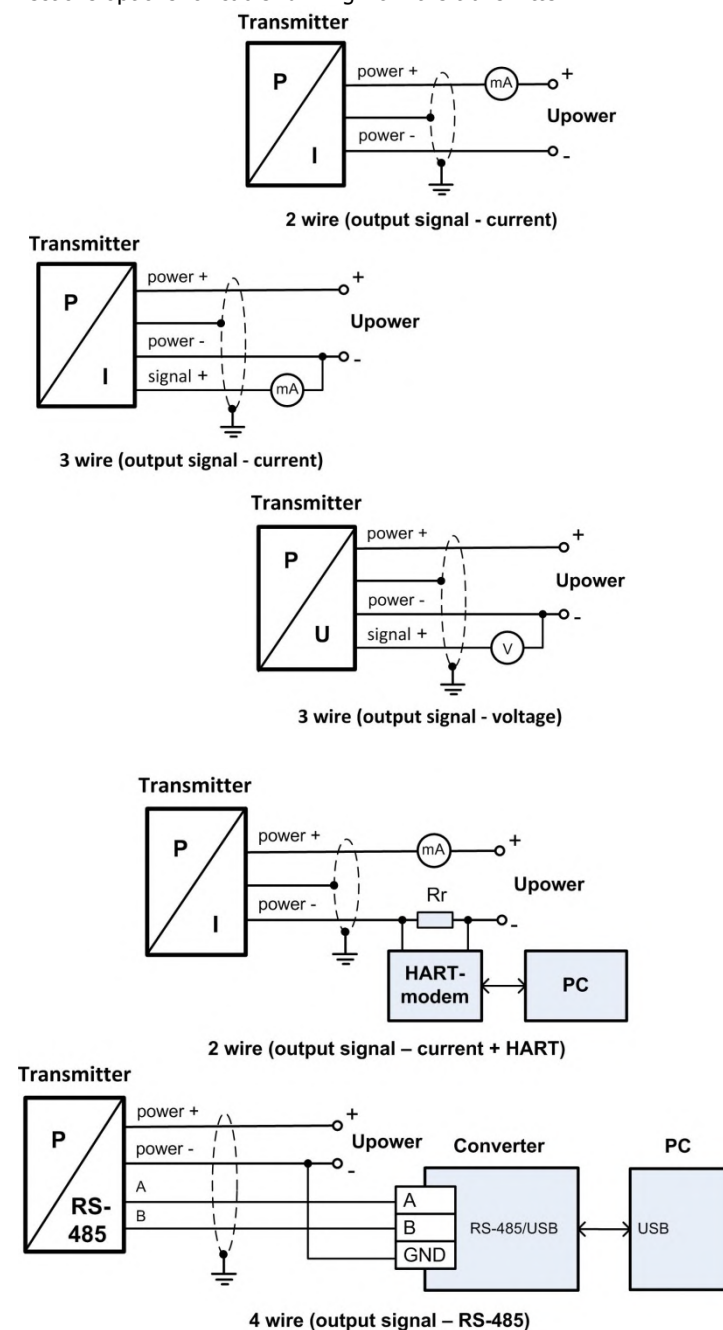 Transmitter
P
I
power +
power -
mA
+
Upower
-
2 wire (output signal - current)
Transmitter
P
I
power +
power -
signal +
mA
+
Upower
-
3 wire (output signal - current)
Transmitter
P
U
power +
power -
signal +
V
+
Upower
-
3 wire (output signal - voltage)
Transmitter
P
I
power +
power -
mA
+
Upower
Rr
-
HART-
modem
PC
2 wire (output signal – current + HART)
Transmitter
P
RS-
485
power +
power -
A
B
+
Upower
-
Converter
A
B
GND
RS-485/USB
PC
USB
4 wire (output signal – RS-485)